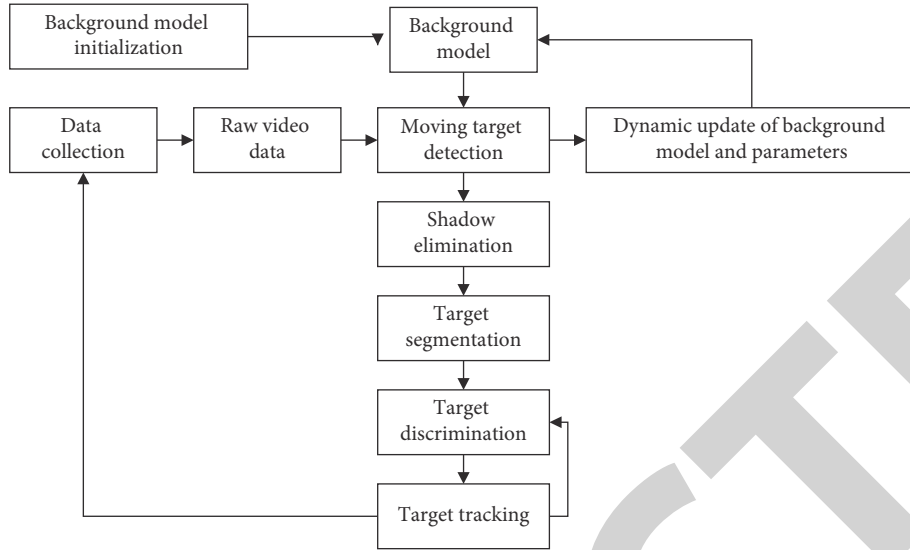 Background model
initialization
Background
model
Data
collection
Raw video
data
Moving target
detection
Dynamic update of background
model and parameters
Shadow
elimination
Target
segmentation
Target
discrimination
Target tracking